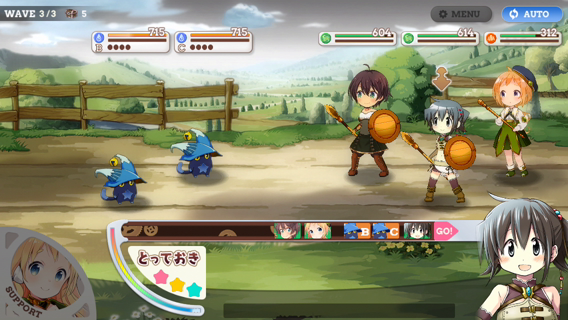 WAVE 3/3 5
MENU
AUTO
715
B
715
C
604
614
312
B
C
GO!
とっておき
SUPPORT